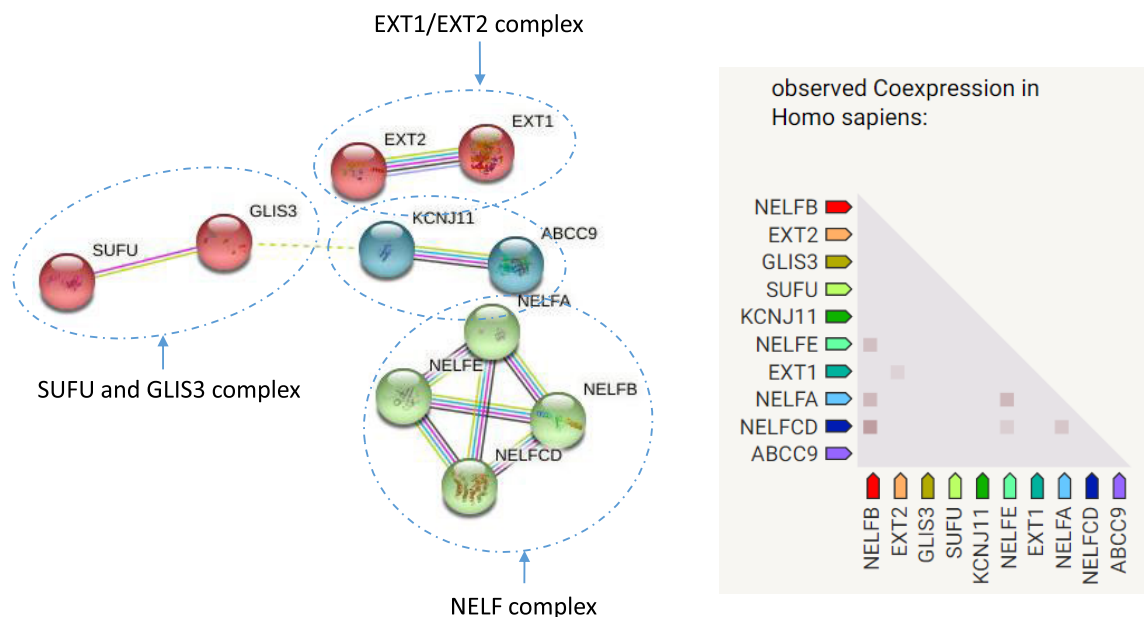 EXT1/EXT2 complex
EXT1
EXT2
GLIS3
KCNJ11
SUFU
ABCC9
NELFA
NELFE
NELFB
NELFCD
SUFU and GLIS3 complex
NELF complex
observed Coexpression in
Homo sapiens:
NELFB
EXT2
GLIS3
SUFU
KCNJ11
NELFE
EXT1
NELFA
NELFCD
ABCC9
NELFB
EXT2
GLIS3
SUFU
KCNJ11
NELFE
EXT1
NELFA
NELFCD
ABCC9